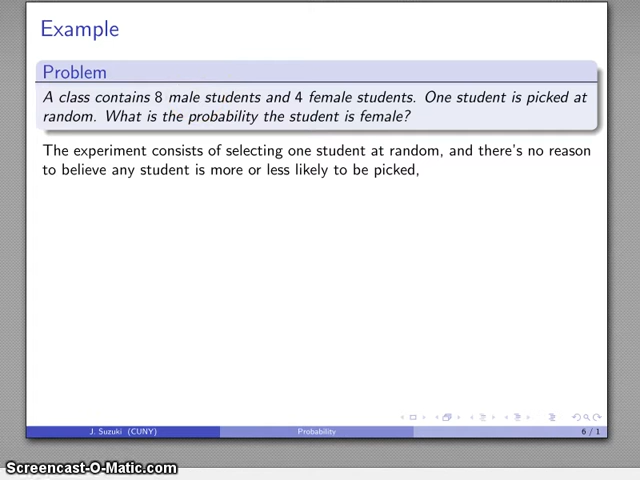 Example
Problem
A class contains 8 male students and 4 female students. One student is picked at
random. What is the probability the student is female?
The experiment consists of selecting one student at random, and there's no reason
to believe any student is more or less likely to be picked,
J. Suzuki (CUNY)
Probability
6 / 1
Screencast-O-Matic.com